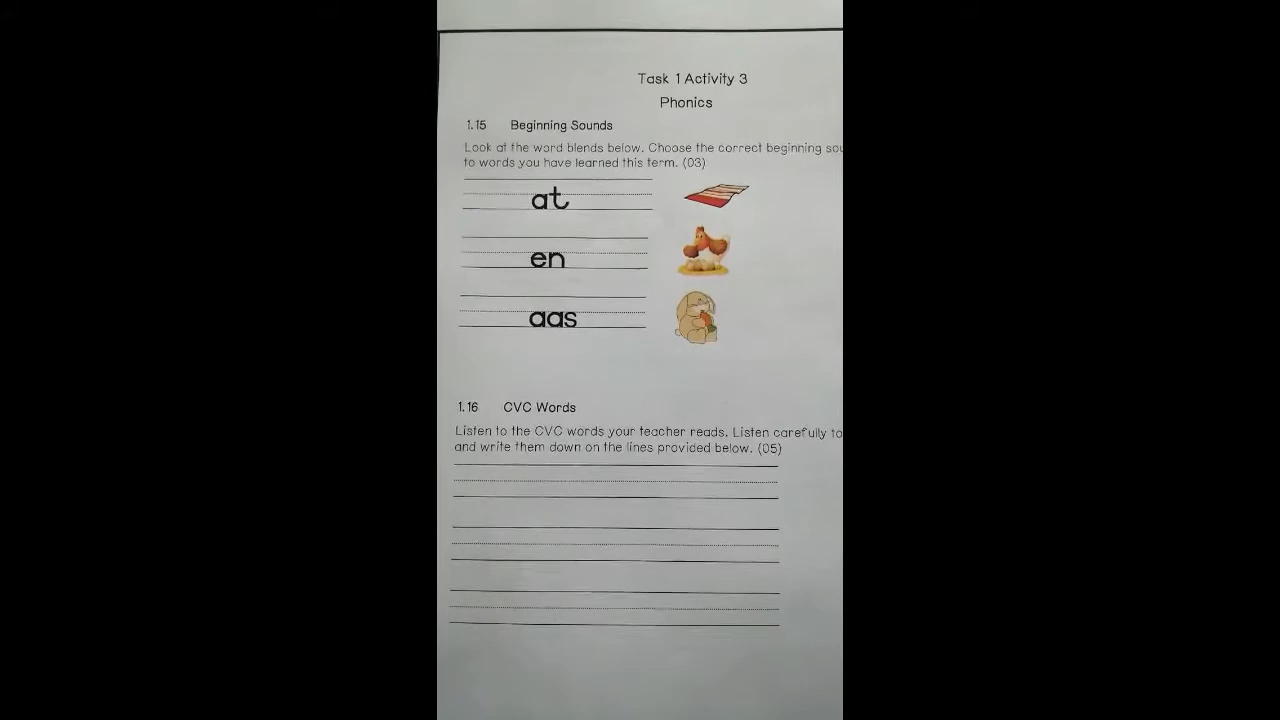 Task 1 Activity 3
Phonics
1.15 Beginning Sounds
Look at the word blends below. Choose the correct beginning
to words you have learned this term. (03)
at
en
aas
1.16 CVC Words
Listen to the CVC words your teacher reads. Listen carefully to
and write them down on the lines provided below. (05)